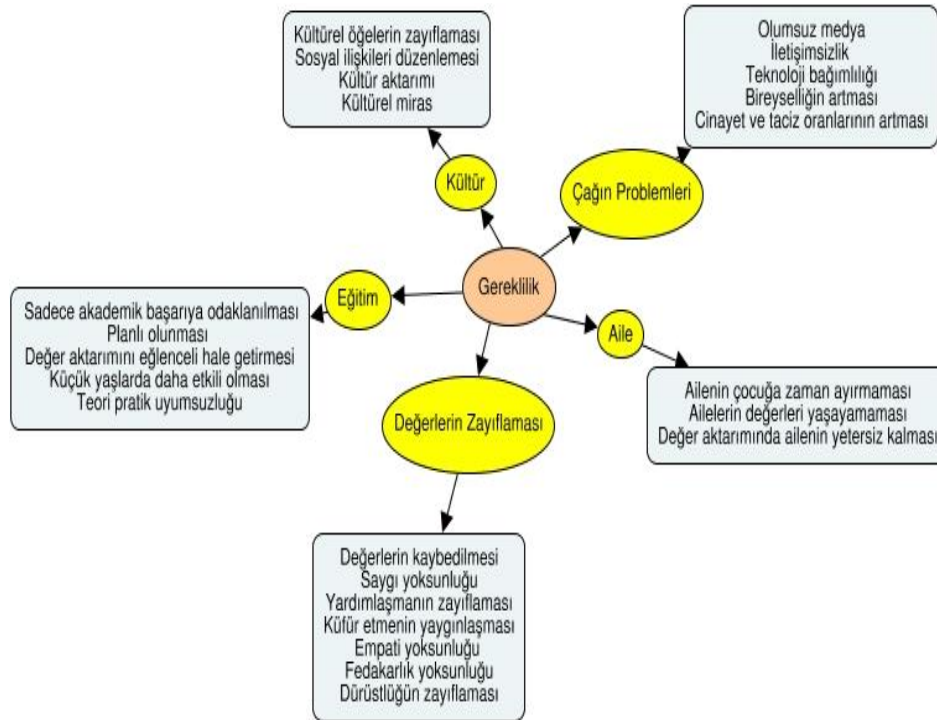 Kültürel öğelerin zayıflaması
Sosyal ilişkileri düzenlemesi
Kültür aktarımı
Kültürel miras
Olumsuz medya
İletişimsizlik
Teknoloji bağımlılığı
Bireyselliğin artması
Cinayet ve taciz oranlarının artması
Kültür
Çağın Problemleri
Gereklilik
Eğitim
Aile
Sadece akademik başarıya odaklanılması
Planlı olunması
Değer aktarımını eğlenceli hale getirmesi
Küçük yaşlarda daha etkili olması
Teori pratik uyumsuzluğu
Ailenin çocuğa zaman ayırmaması
Ailelerin değerleri yaşayamaması
Değer aktarımında ailenin yetersiz kalması
Değerlerin Zayıflaması
Değerlerin kaybedilmesi
Saygı yoksunluğu
Yardımlaşmanın zayıflaması
Küfür etmenin yaygınlaşması
Empati yoksunluğu
Fedakarlık yoksunluğu
Dürüstlüğün zayıflaması